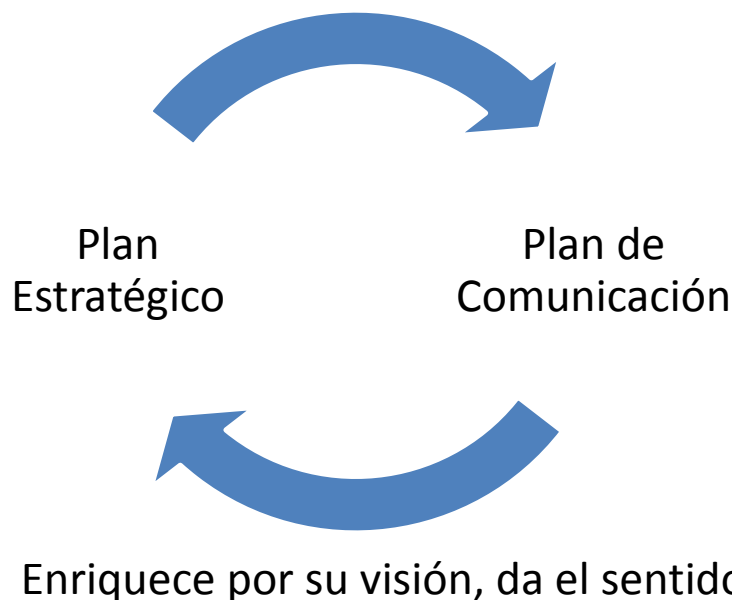 Plan
Estratégico
Plan de
Comunicación
Enriquece por su visión, da el sentido